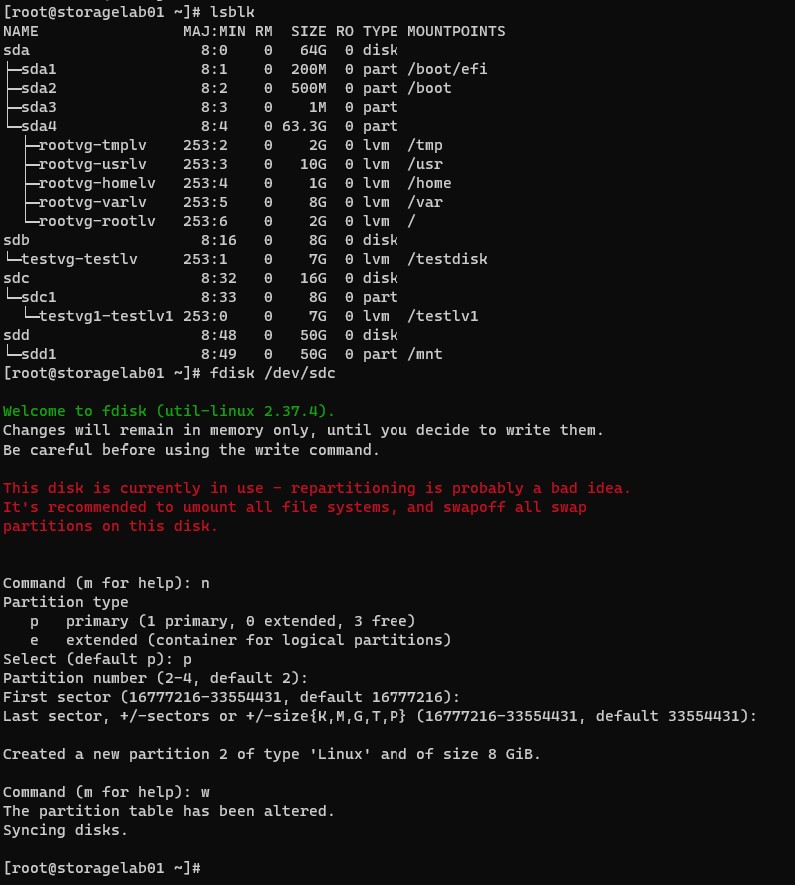 [root@storagelab01 ~]# lsblk
NAME                MAJ:MIN RM  SIZE RO TYPE MOUNTPOINTS
sda                   8:0    0   64G  0 disk
├─sda1                8:1    0  200M  0 part /boot/efi
├─sda2                8:2    0  500M  0 part /boot
├─sda3                8:3    0    1M  0 part
└─sda4                8:4    0 63.3G  0 part
  ├─rootvg-tmplv    253:2    0    2G  0 lvm  /tmp
  ├─rootvg-usrlv    253:3    0   10G  0 lvm  /usr
  ├─rootvg-homelv   253:4    0    1G  0 lvm  /home
  ├─rootvg-varlv    253:5    0    8G  0 lvm  /var
  └─rootvg-rootlv   253:6    0    2G  0 lvm  /
sdb                   8:16   0    8G  0 disk
└─testvg-testlv     253:1    0    7G  0 lvm  /testdisk
sdc                   8:32   0   16G  0 disk
└─sdc1                8:33   0    8G  0 part
  └─testvg1-testlv1 253:0    0    7G  0 lvm  /testlv1
sdd                   8:48   0   50G  0 disk
└─sdd1                8:49   0   50G  0 part /mnt
[root@storagelab01 ~]# fdisk /dev/sdc

Welcome to fdisk (util-linux 2.37.4).
Changes will remain in memory only, until you decide to write them.
Be careful before using the write command.

This disk is currently in use - repartitioning is probably a bad idea.
It's recommended to umount all file systems, and swapoff all swap
partitions on this disk.


Command (m for help): n
Partition type
   p   primary (1 primary, 0 extended, 3 free)
   e   extended (container for logical partitions)
Select (default p): p
Partition number (2-4, default 2):
First sector (16777216-33554431, default 16777216):
Last sector, +/-sectors or +/-size{K,M,G,T,P} (16777216-33554431, default 33554431):

Created a new partition 2 of type 'Linux' and of size 8 GiB.

Command (m for help): w
The partition table has been altered.
Syncing disks.

[root@storagelab01 ~]#